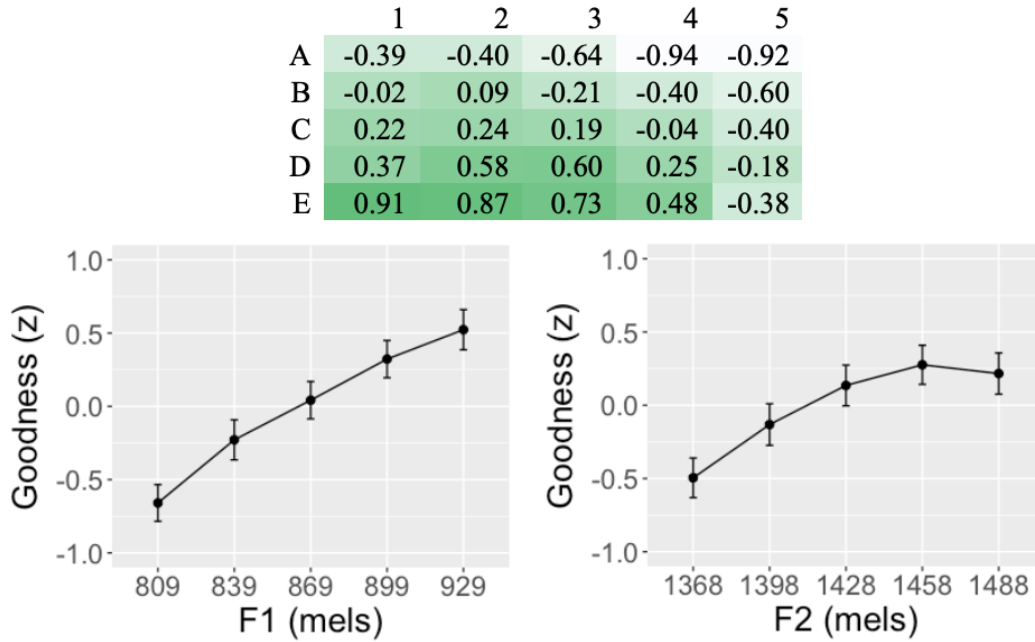 1 2 3 4 5
A -0.39 -0.40 -0.64 -0.94 -0.92
B -0.02 0.09 -0.21 -0.40 -0.60
C 0.22 0.24 0.19 -0.04 -0.40
D 0.37 0.58 0.60 0.25 -0.18
E 0.91 0.87 0.73 0.48 -0.38
Goodness (z)
1.0
0.5
0.0
-0.5
-1.0
809 839 869 899 929
F1 (mels)
Goodness (z)
1.0
0.5
0.0
-0.5
-1.0
1368 1398 1428 1458 1488
F2 (mels)